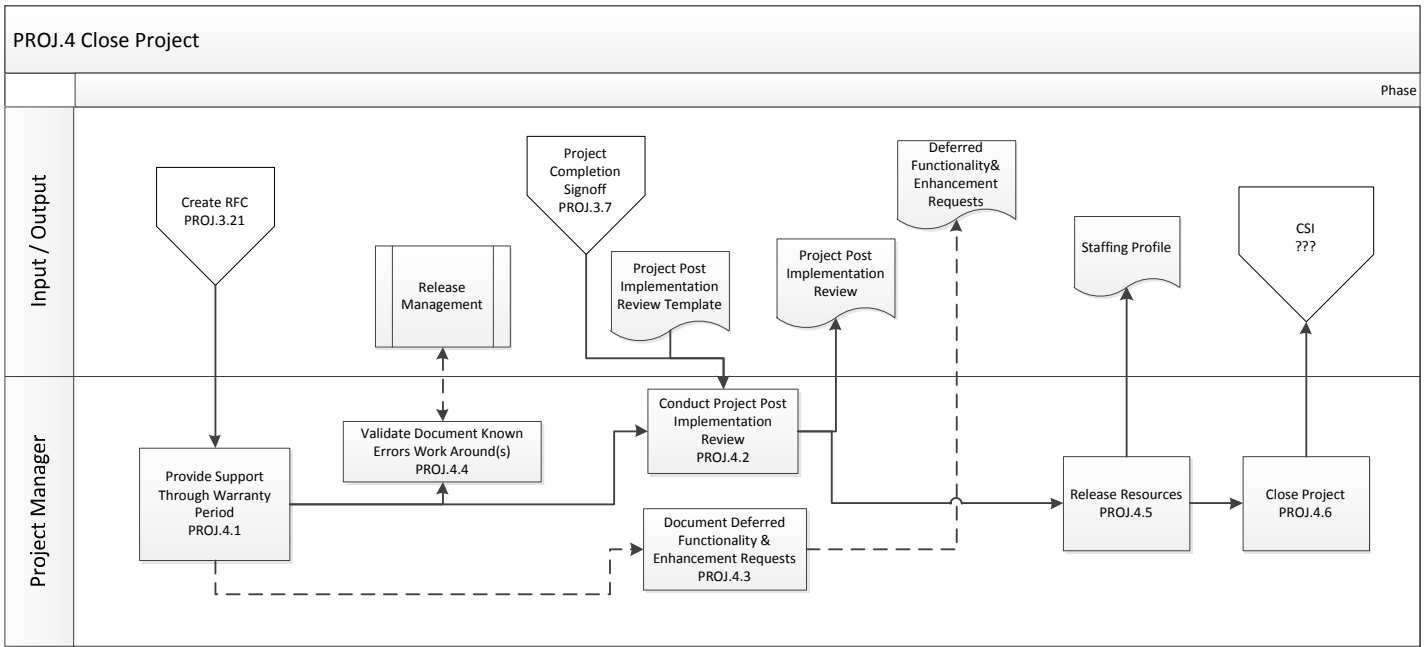 PROJ.4 Close Project
Phase
Input / Output
Create RFC
PROJ.3.21
Release
Management
Project
Completion
Signoff
PROJ.3.7
Project Post
Implementation
Review Template
Project Post
Implementation
Review
Deferred
Functionality&
Enhancement
Requests
Staffing Profile
CSI
???
Project Manager
Provide Support
Through Warranty
Period
PROJ.4.1
Validate Document Known
Errors Work Around(s)
PROJ.4.4
Conduct Project Post
Implementation
Review
PROJ.4.2
Document Deferred
Functionality &
Enhancement Requests
PROJ.4.3
Release Resources
PROJ.4.5
Close Project
PROJ.4.6